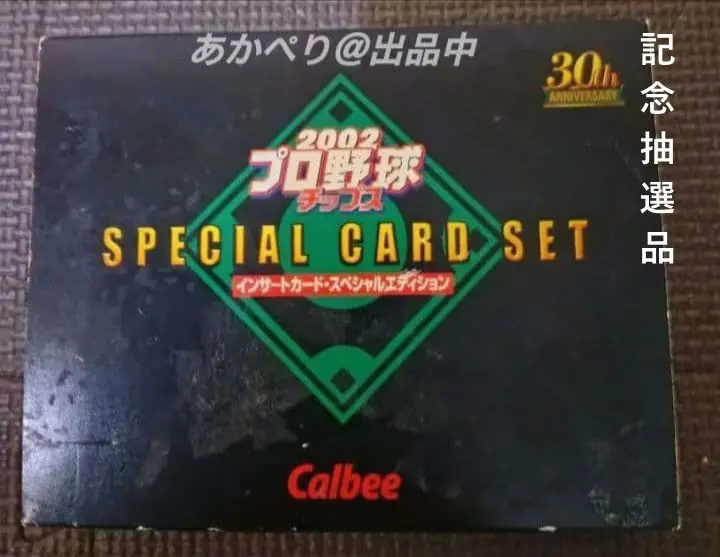 あかぺり@出品中
30th
ANNIVERSARY
記念抽選品
2002
プロ野球
チップス
SPECIAL CARD SET
インサートカード・スペシャルエディション
Calbee